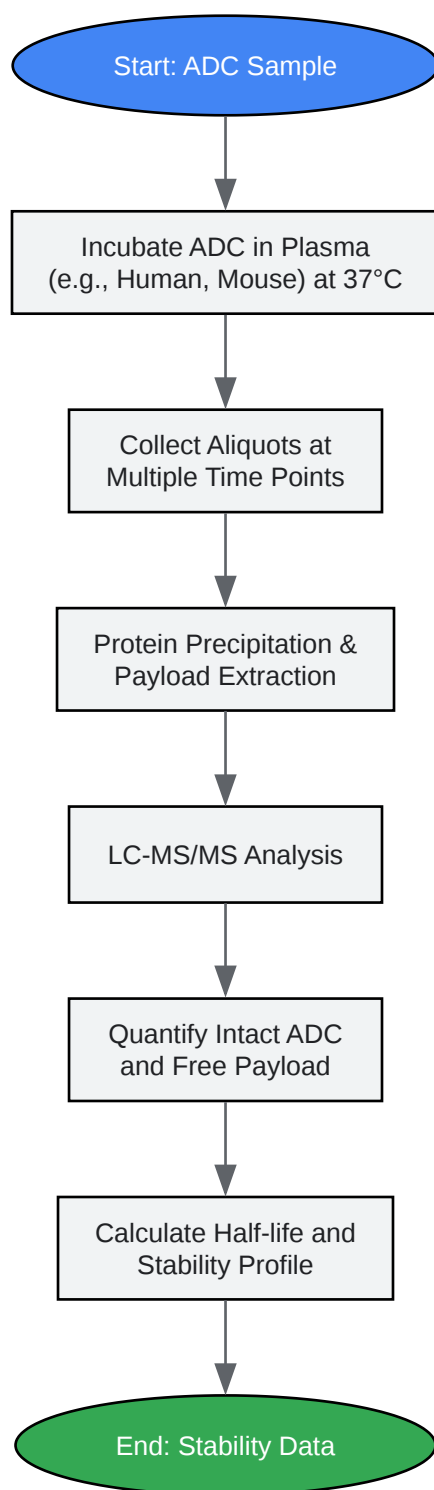 Start: ADC Sample
Incubate ADC in Plasma
(e.g., Human, Mouse) at 37°C
Collect Aliquots at
Multiple Time Points
Protein Precipitation &
Payload Extraction
LC-MS/MS Analysis
Quantify Intact ADC
and Free Payload
Calculate Half-life and
Stability Profile
End: Stability Data